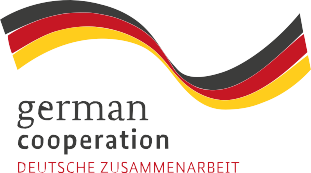 german
cooperation
DEUTSCHE ZUSAMMENARBEIT